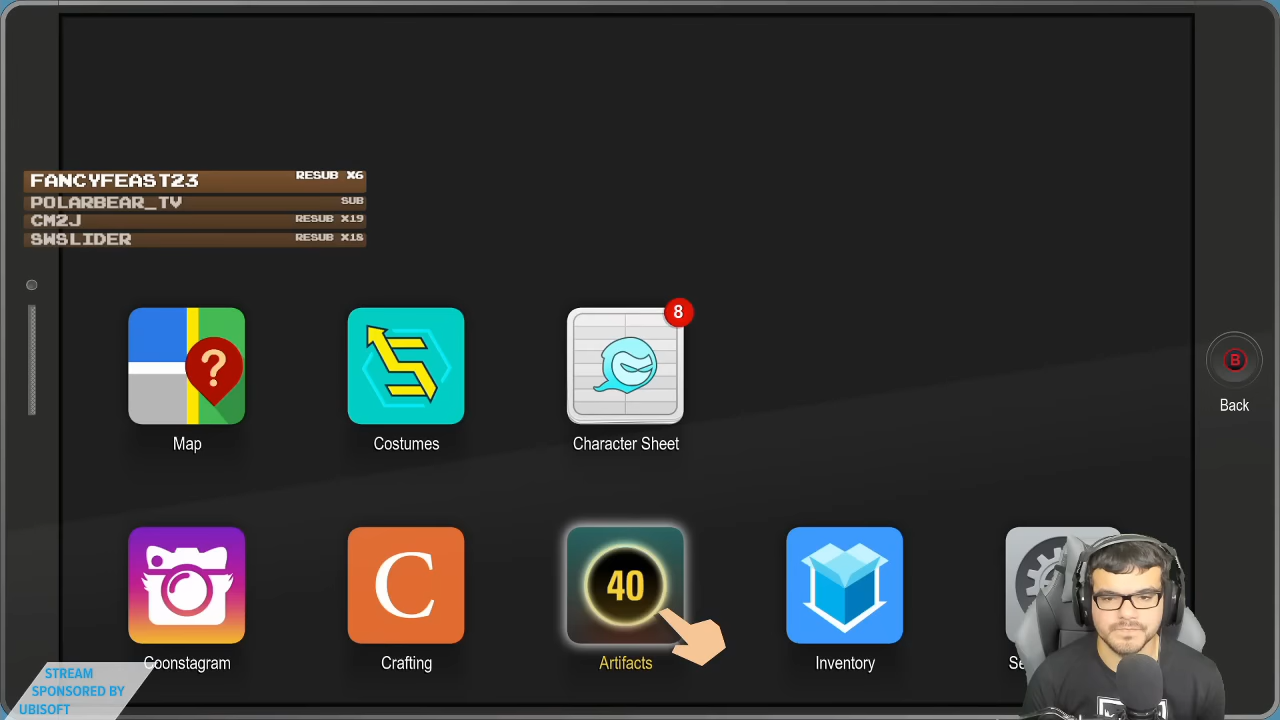 FANCYFEAST23 RESUB X6
POLARBEAR_TV SUB
CM2J RESUB X19
SWSLIDER RESUB X18
8
?
Map
Costumes
Character Sheet
B
Back
C
40
Coonstagram
Crafting
Artifacts
Inventory
STREAM
SPONSORED BY
UBISOFT